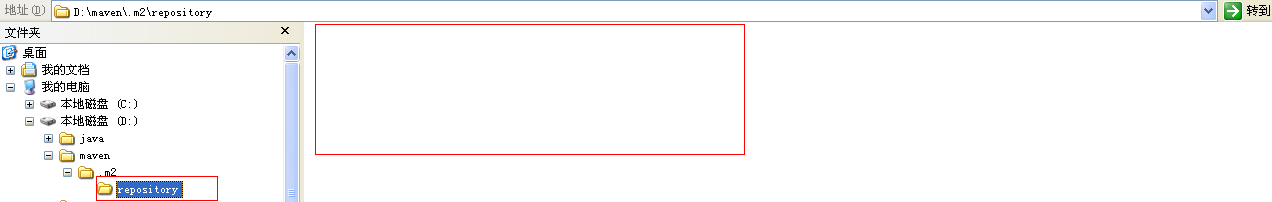 地址(D) D:\maven\.m2\repository 转到
文件夹
桌面
我的文档
我的电脑
本地磁盘 (C:)
本地磁盘 (D:)
java
maven
.m2
repository